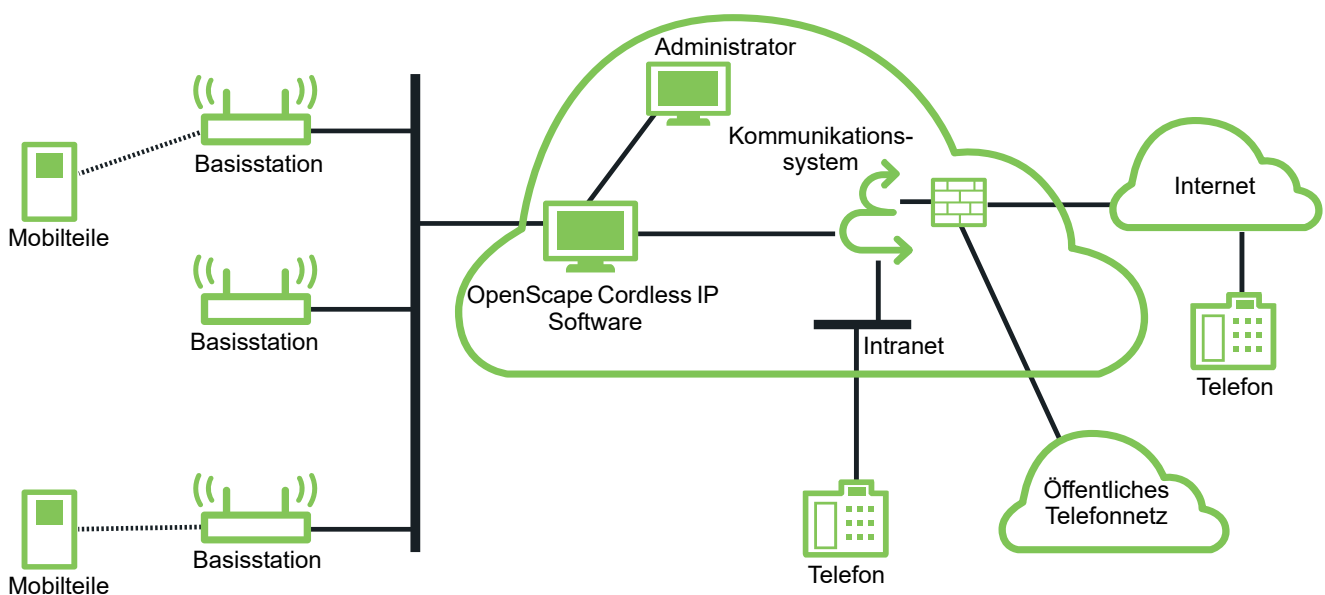 Administrator
Kommunikations-
system
Basisstation
Internet
Mobilteile
OpenScape Cordless IP
Software
Basisstation
Intranet
Telefon
Öffentliches
Telefonnetz
Basisstation
Telefon
Mobilteile